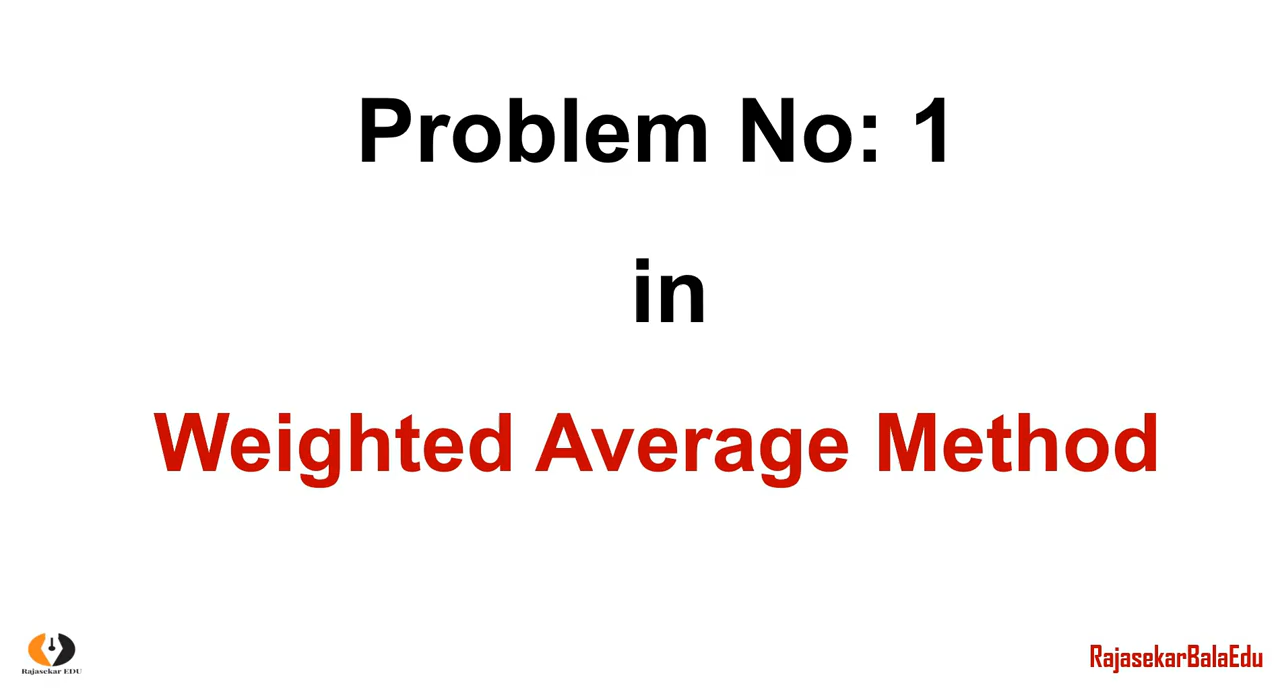 Problem No: 1
in
Weighted Average Method
Rajasekar EDU
RajasekarBalaEdu